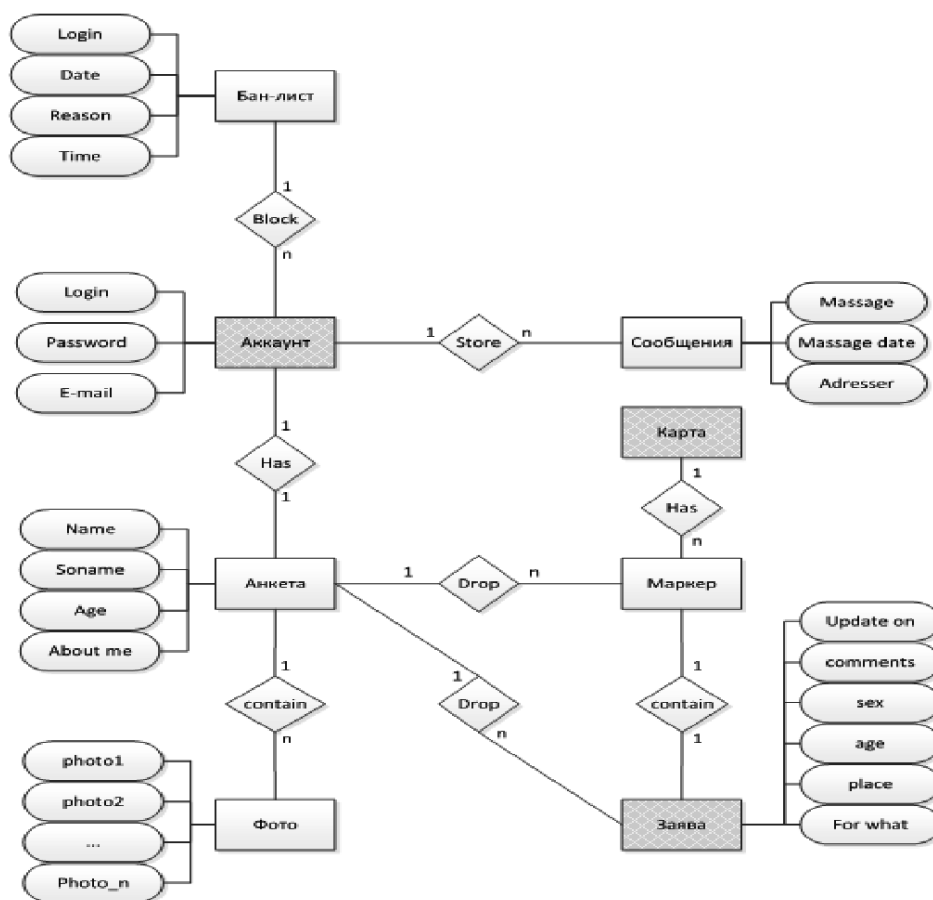 Login
Date
Бан-лист
Reason
Time
1
Block
n
Login
Massage
Password
Аккаунт
1
Store
n
Сообщения
Massage date
E-mail
Adresser
1
Карта
Has
1
1
Has
Name
n
Soname
Анкета
1
Drop
n
Маркер
Age
Update on
About me
1
1
1
comments
contain
Drop
contain
sex
n
n
1
age
photo1
place
photo2
Фото
Заява
For what
...
Photo_n